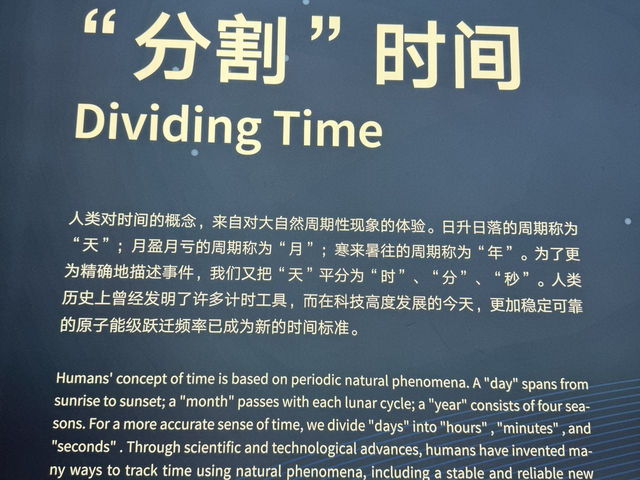 “分割”时间
Dividing Time
人类对时间的概念，来自对大自然周期性现象的体验。日升日落的周期称为
“天”；月盈月亏的周期称为“月”；寒来暑往的周期称为“年”。为了更
为精确地描述事件，我们又把“天”平分为“时”、“分”、“秒”。人类
历史上曾经发明了许多计时工具，而在科技高度发展的今天，更加稳定可靠
的原子能级跃迁频率已成为新的时间标准。
Humans' concept of time is based on periodic natural phenomena. A "day" spans from
sunrise to sunset; a "month" passes with each lunar cycle; a "year" consists of four sea-
sons. For a more accurate sense of time, we divide "days" into "hours" , "minutes" , and
"seconds" . Through scientific and technological advances, humans have invented ma-
ny ways to track time using natural phenomena, including a stable and reliable new